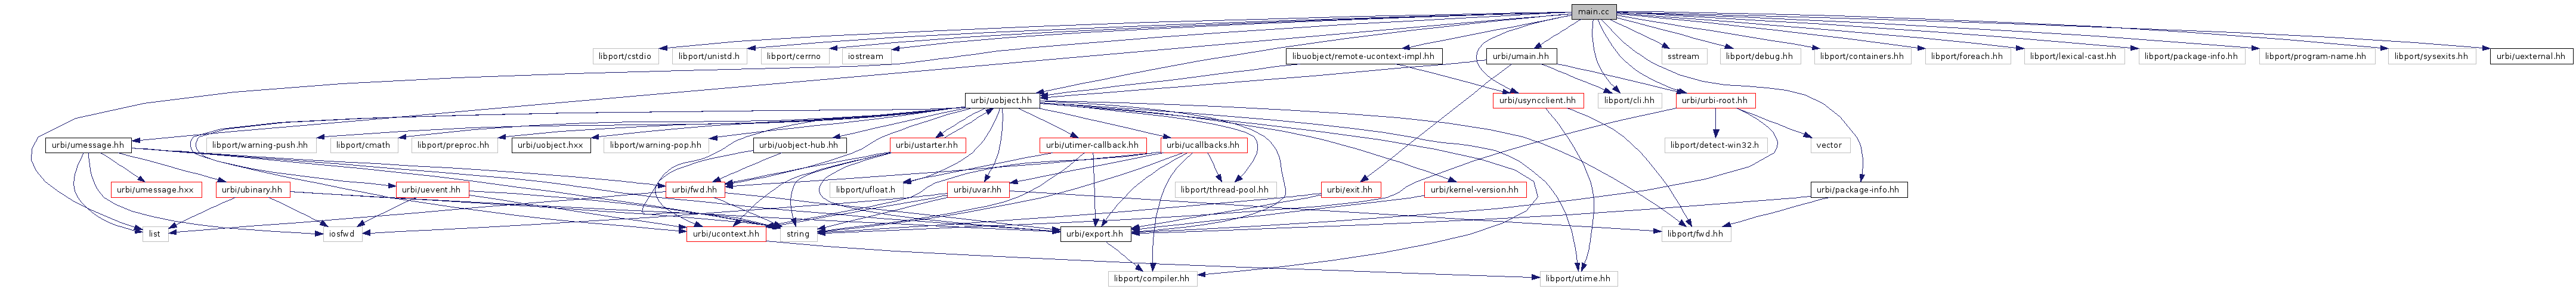 main.cc
libport/cstdio
libport/unistd.h
libport/cerrno
iostream
libuobject/remote-ucontext-impl.hh
urbi/umain.hh
sstream
libport/debug.hh
libport/containers.hh
libport/foreach.hh
libport/lexical-cast.hh
libport/package-info.hh
libport/program-name.hh
libport/sysexits.hh
urbi/uexternal.hh
urbi/uobject.hh
urbi/usyncclient.hh
libport/cli.hh
urbi/urbi-root.hh
urbi/umessage.hh
libport/warning-push.hh
libport/cmath
libport/preproc.hh
urbi/uobject.hxx
libport/warning-pop.hh
urbi/uobject-hub.hh
urbi/ustarter.hh
urbi/utimer-callback.hh
urbi/ucallbacks.hh
libport/detect-win32.h
vector
urbi/umessage.hxx
urbi/ubinary.hh
urbi/uevent.hh
urbi/fwd.hh
libport/ufloat.h
urbi/uvar.hh
libport/thread-pool.hh
urbi/exit.hh
urbi/kernel-version.hh
urbi/package-info.hh
list
iosfwd
urbi/ucontext.hh
string
urbi/export.hh
libport/fwd.hh
libport/compiler.hh
libport/utime.hh